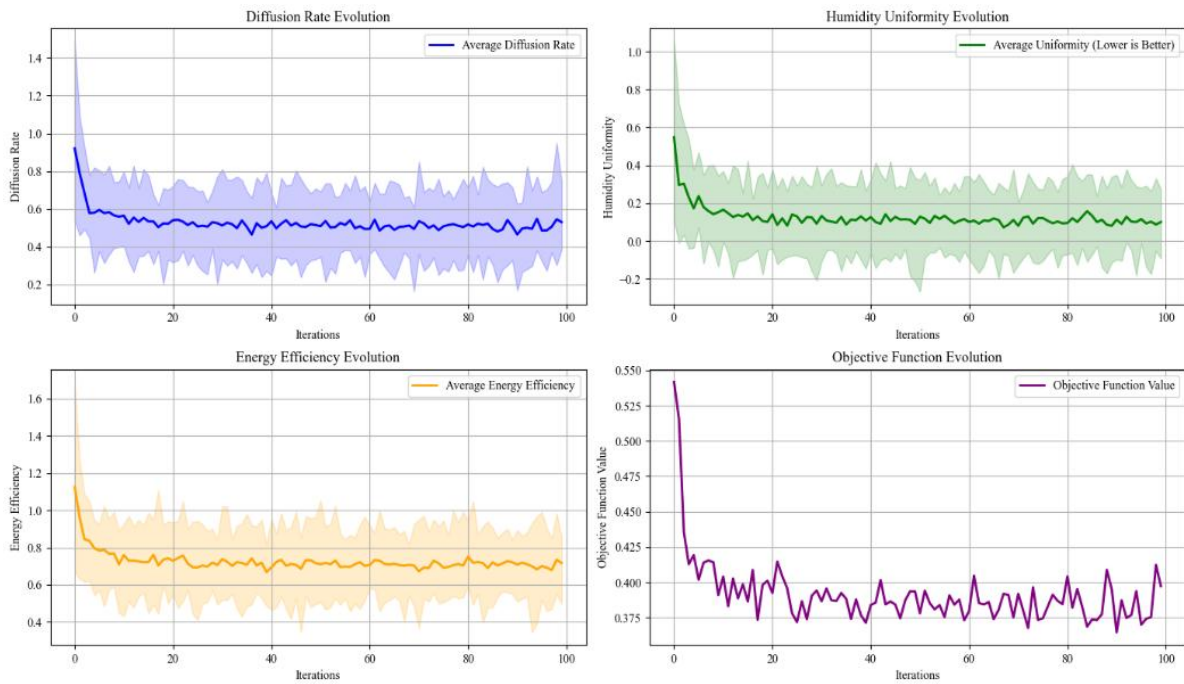 Diffusion Rate Evolution
Average Diffusion Rate
Diffusion Rate
1.4
1.2
1.0
0.8
0.6
0.4
0.2
0 20 40 60 80 100
Iterations
Humidity Uniformity Evolution
Average Uniformity (Lower is Better)
Humidity Uniformity
1.0
0.8
0.6
0.4
0.2
0.0
−0.2
0 20 40 60 80 100
Iterations
Energy Efficiency Evolution
Average Energy Efficiency
Energy Efficiency
1.6
1.4
1.2
1.0
0.8
0.6
0.4
0 20 40 60 80 100
Iterations
Objective Function Evolution
Objective Function Value
Objective Function Value
0.550
0.525
0.500
0.475
0.450
0.425
0.400
0.375
0 20 40 60 80 100
Iterations